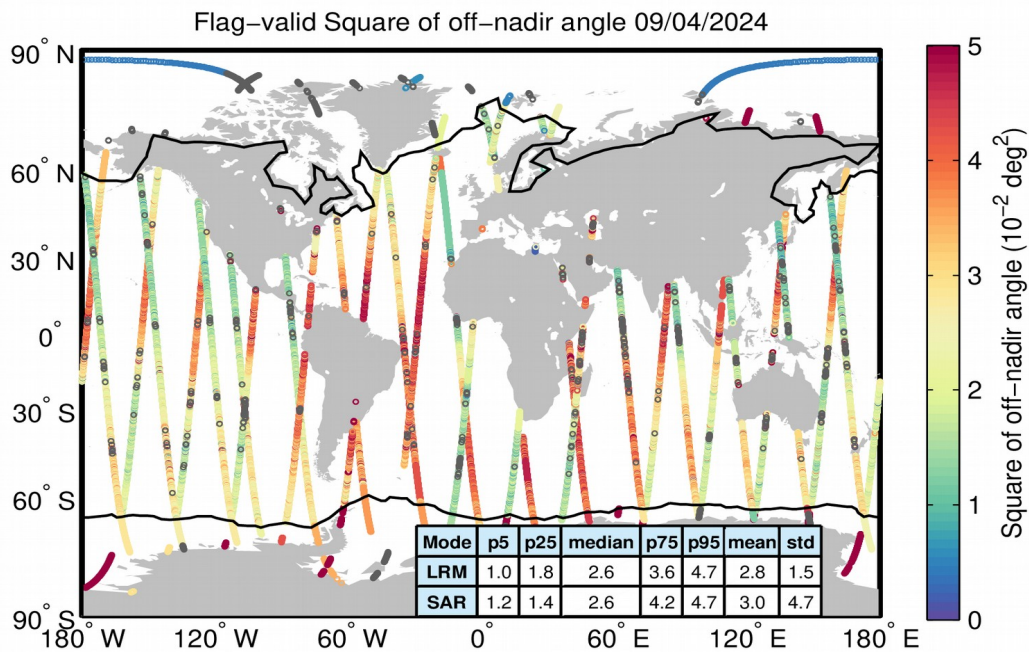 Flag−valid Square of off−nadir angle 09/04/2024
90° N
60° N
30° N
0°
30° S
60° S
90° S
180° W
120° W
60° W
0°
60° E
120° E
180° E
Mode p5 p25 median p75 p95 mean std
LRM 1.0 1.8 2.6 3.6 4.7 2.8 1.5
SAR 1.2 1.4 2.6 4.2 4.7 3.0 4.7
5
4
3
2
1
0
Square of off−nadir angle (10⁻² deg²)